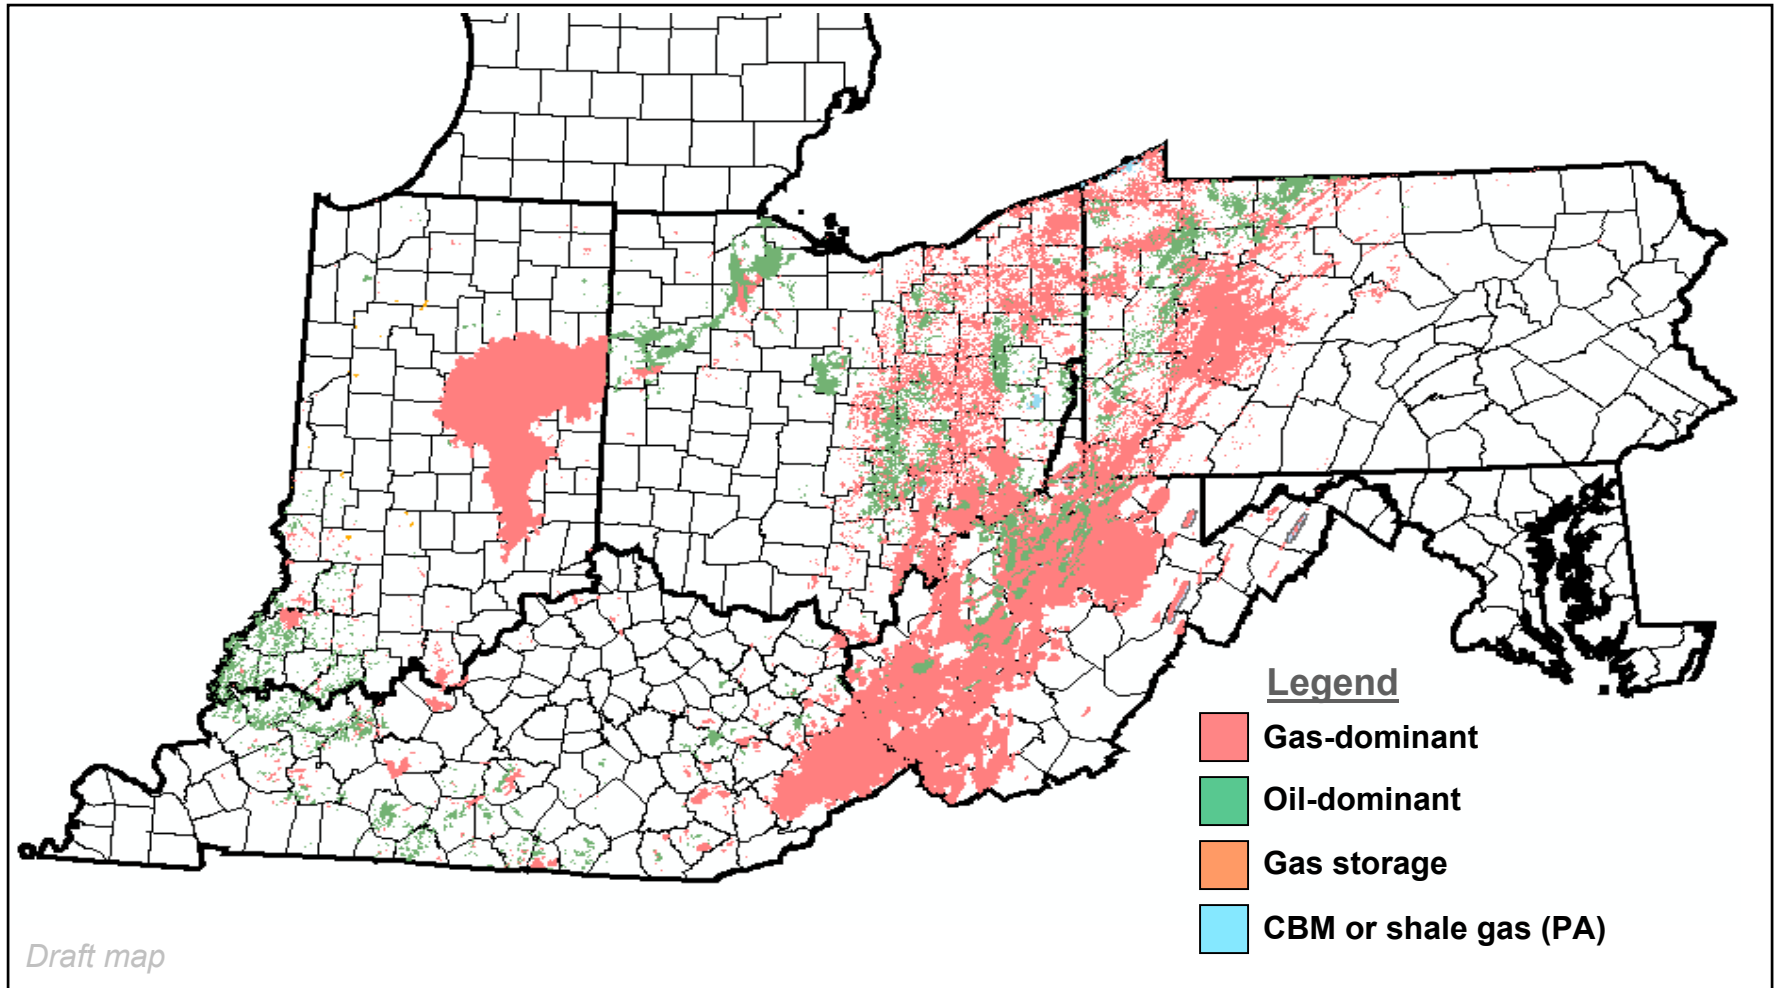 Legend
Gas-dominant
Oil-dominant
Gas storage
CBM or shale gas (PA)
Draft map